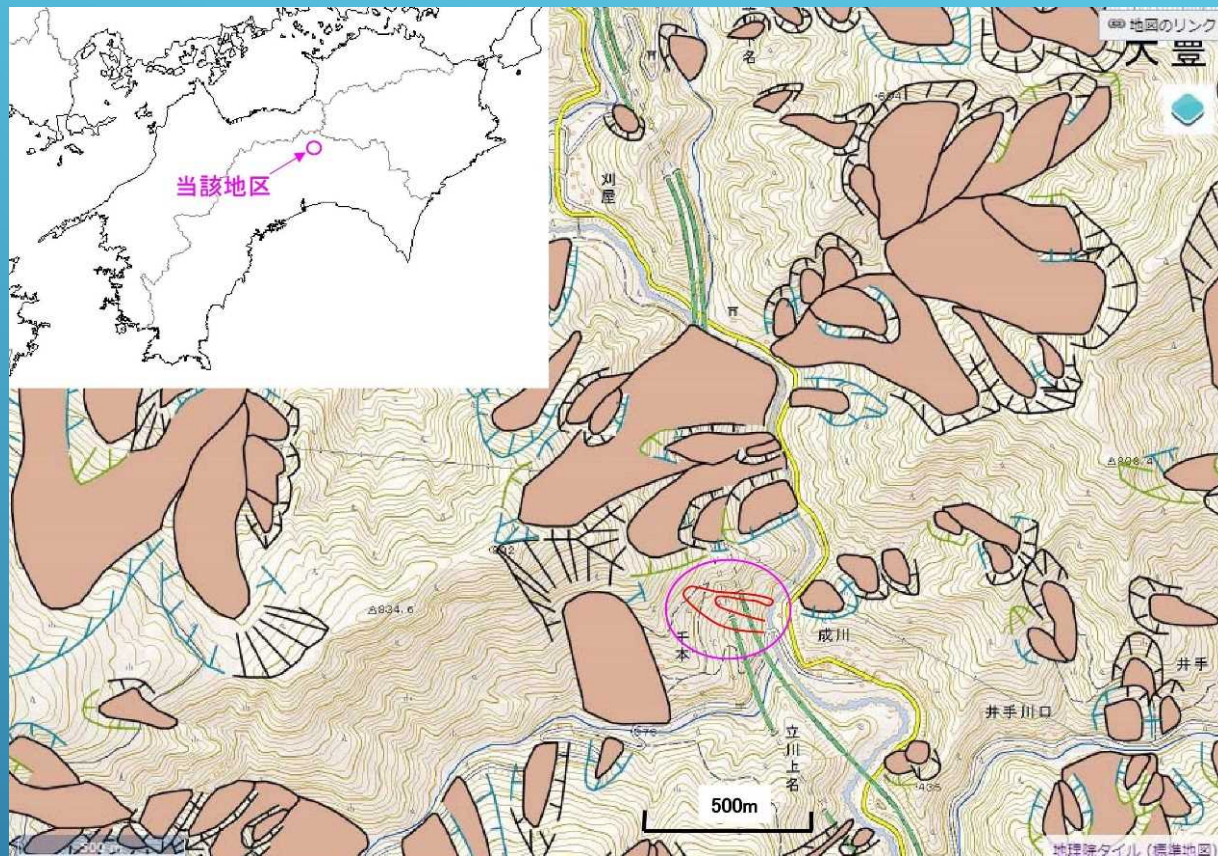 当該地区
地図のリンク
大豊
刈屋
千本
成川
井手
井手川口
立川上名
△834.6
500m
地理院タイル (標準地図)